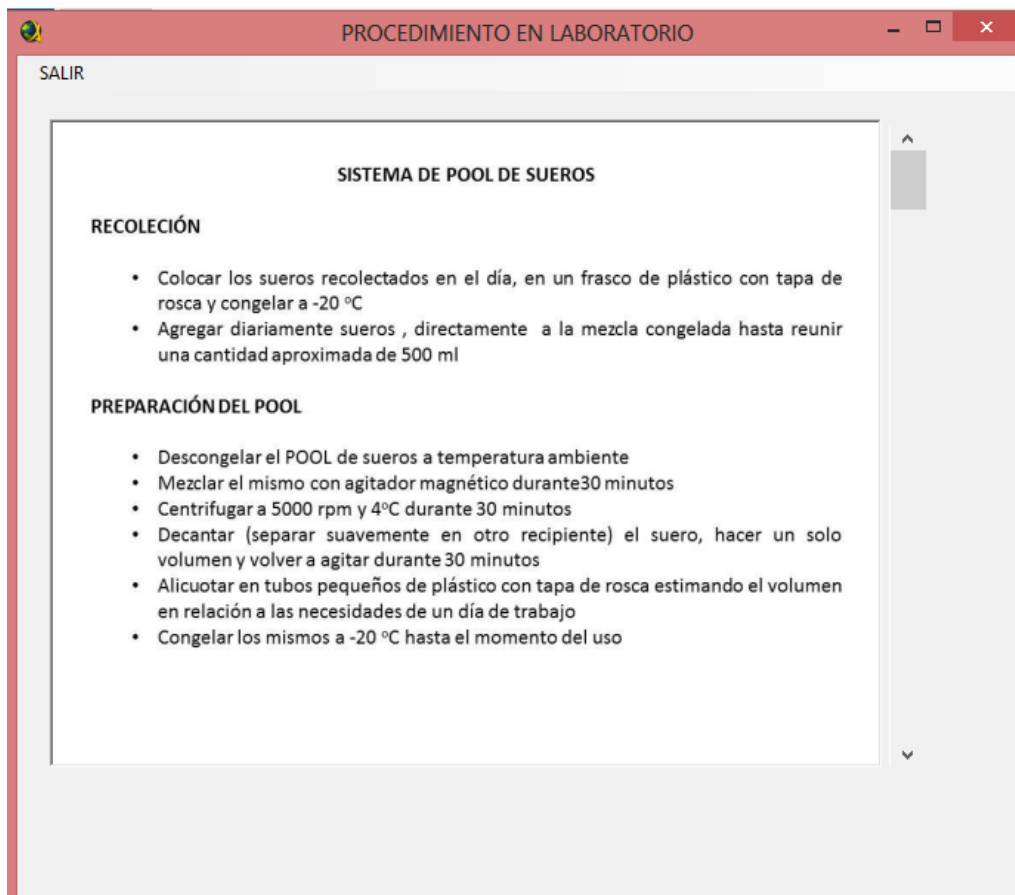 PROCEDIMIENTO EN LABORATORIO
SALIR
SISTEMA DE POOL DE SUEROS
RECOLECIÓN
• Colocar los sueros recolectados en el día, en un frasco de plástico con tapa de
rosca y congelar a -20 °C
• Agregar diariamente sueros , directamente a la mezcla congelada hasta reunir
una cantidad aproximada de 500 ml
PREPARACIÓN DEL POOL
• Descongelar el POOL de sueros a temperatura ambiente
• Mezclar el mismo con agitador magnético durante30 minutos
• Centrifugar a 5000 rpm y 4°C durante 30 minutos
• Decantar (separar suavemente en otro recipiente) el suero, hacer un solo
volumen y volver a agitar durante 30 minutos
• Alicuotar en tubos pequeños de plástico con tapa de rosca estimando el volumen
en relación a las necesidades de un día de trabajo
• Congelar los mismos a -20 °C hasta el momento del uso